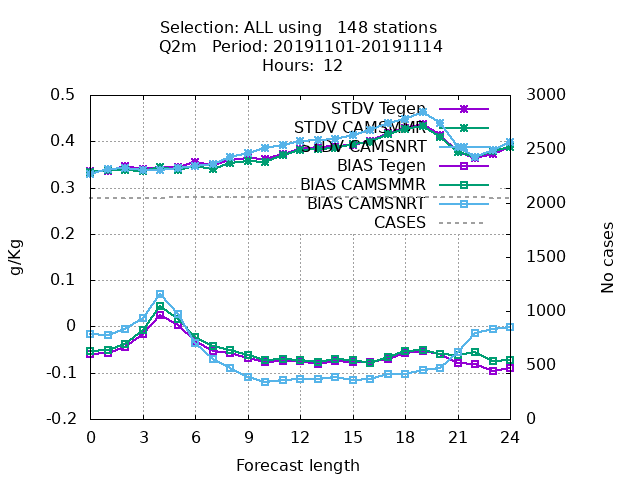 Selection: ALL using   148 stations
Q2m   Period: 20191101-20191114
Hours:  12
0.5
0.4
0.3
0.2
0.1
0
-0.1
-0.2
g/Kg
STDV Tegen
STDV CAMSMMR
STDV CAMSNRT
BIAS Tegen
BIAS CAMSMMR
BIAS CAMSNRT
CASES
3000
2500
2000
1500
1000
500
0
No cases
0 3 6 9 12 15 18 21 24
Forecast length